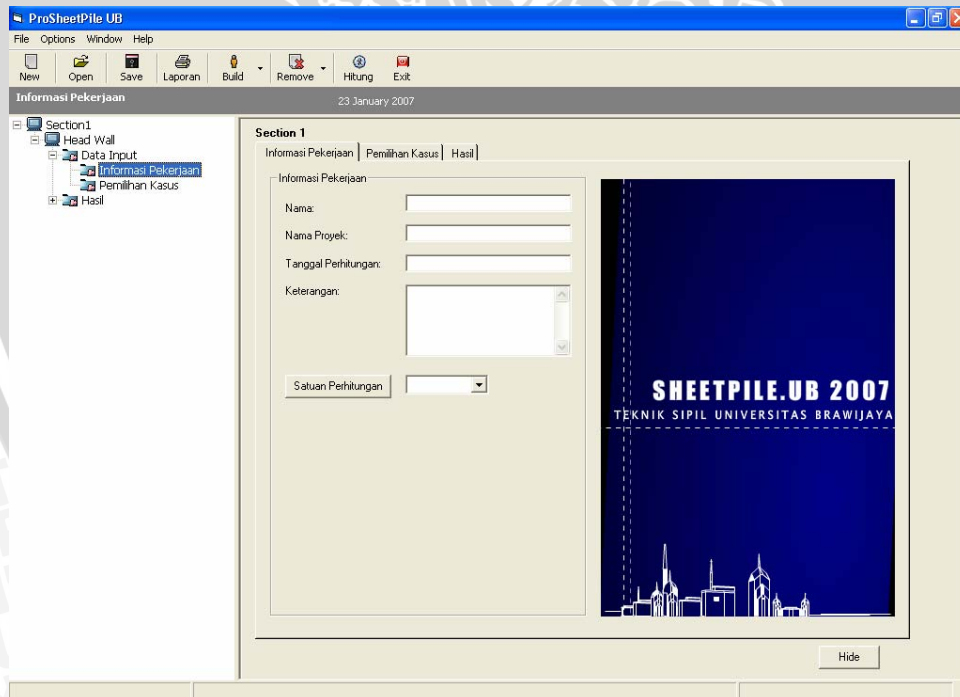 ProSheetPile UB
File Options Window Help
New Open Save Laporan Build Remove Hitung Exit
Informasi Pekerjaan 23 January 2007
Section1
Head Wall
Data Input
Informasi Pekerjaan
Pemilihan Kasus
Hasil
Section 1
Informasi Pekerjaan Pemilihan Kasus Hasil
Informasi Pekerjaan
Nama:
Nama Proyek:
Tanggal Perhitungan:
Keterangan:
Satuan Perhitungan
SHEETPILE.UB 2007
TEKNIK SIPIL UNIVERSITAS BRAWIJAYA
Hide